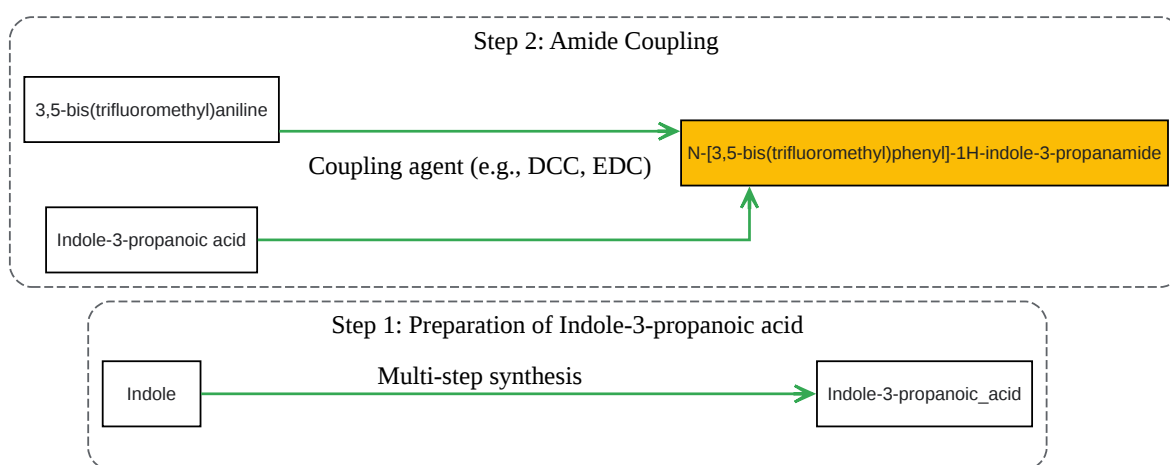 Step 2: Amide Coupling
3,5-bis(trifluoromethyl)aniline
N-[3,5-bis(trifluoromethyl)phenyl]-1H-indole-3-propanamide
Coupling agent (e.g., DCC, EDC)
Indole-3-propanoic acid
Step 1: Preparation of Indole-3-propanoic acid
Multi-step synthesis
Indole
Indole-3-propanoic_acid